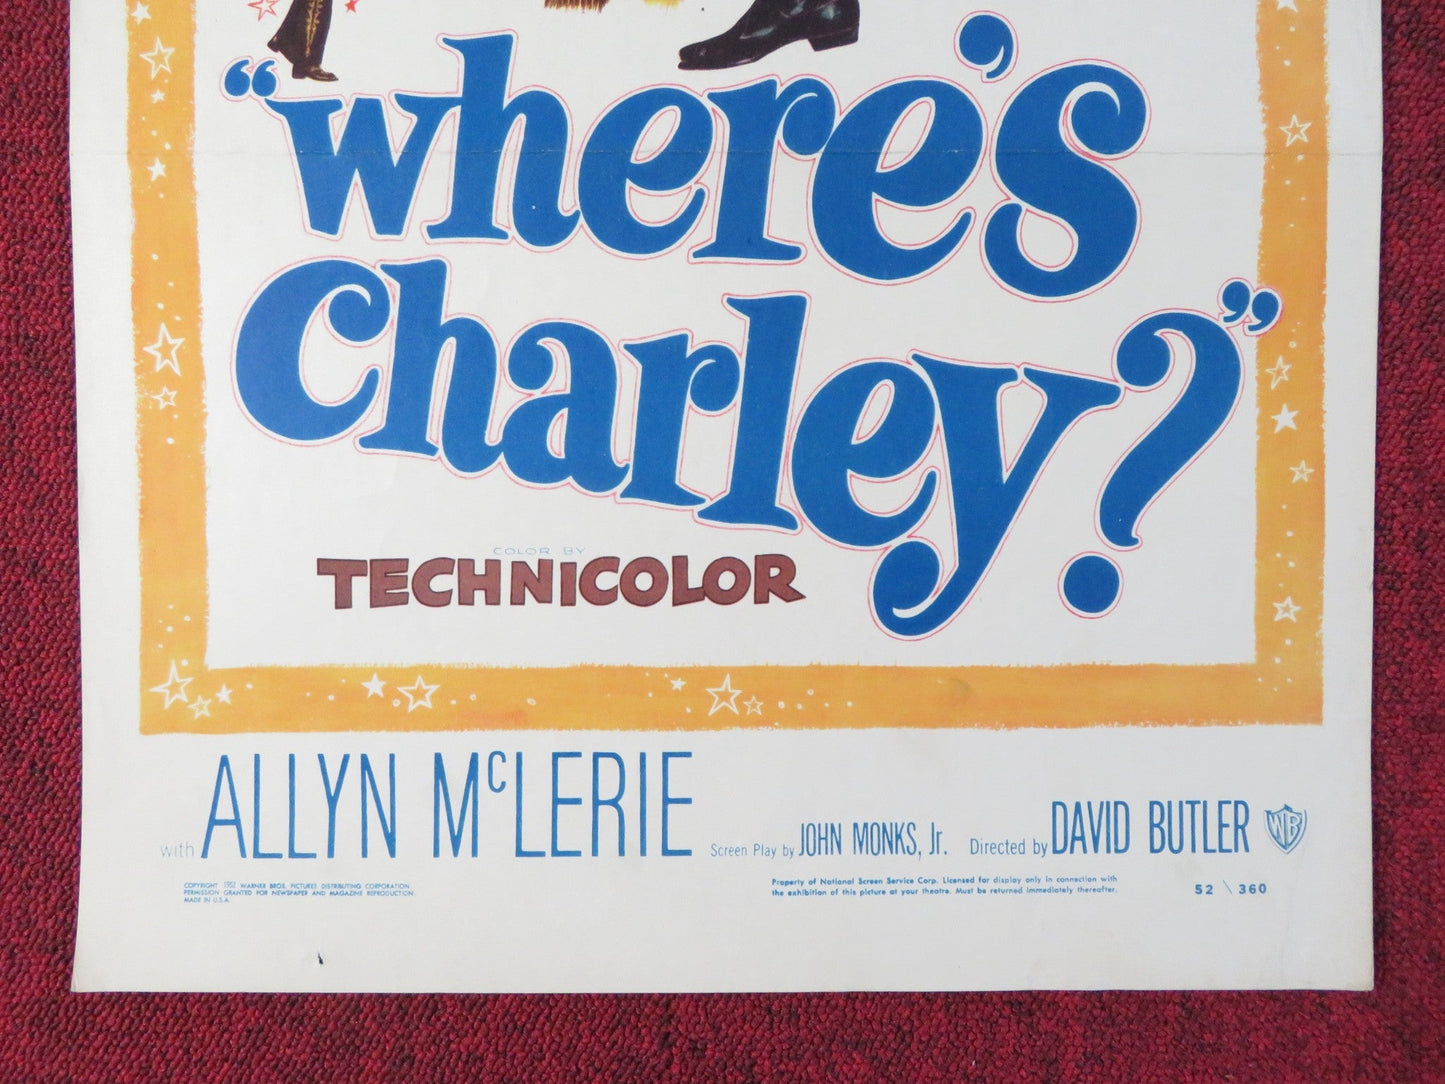 "where's
charley?"
COLOR BY
TECHNICOLOR
with ALLYN McLERIE Screen Play by JOHN MONKS, Jr. Directed by DAVID BUTLER WB
COPYRIGHT 1952 WARNER BROS. PICTURES DISTRIBUTING CORPORATION
PERMISSION GRANTED FOR NEWSPAPER AND MAGAZINE REPRODUCTION
MADE IN U.S.A.
Property of National Screen Service Corp. Licensed for display only in connection with
the exhibition of this picture at your theatre. Must be returned immediately thereafter.
52 \ 360